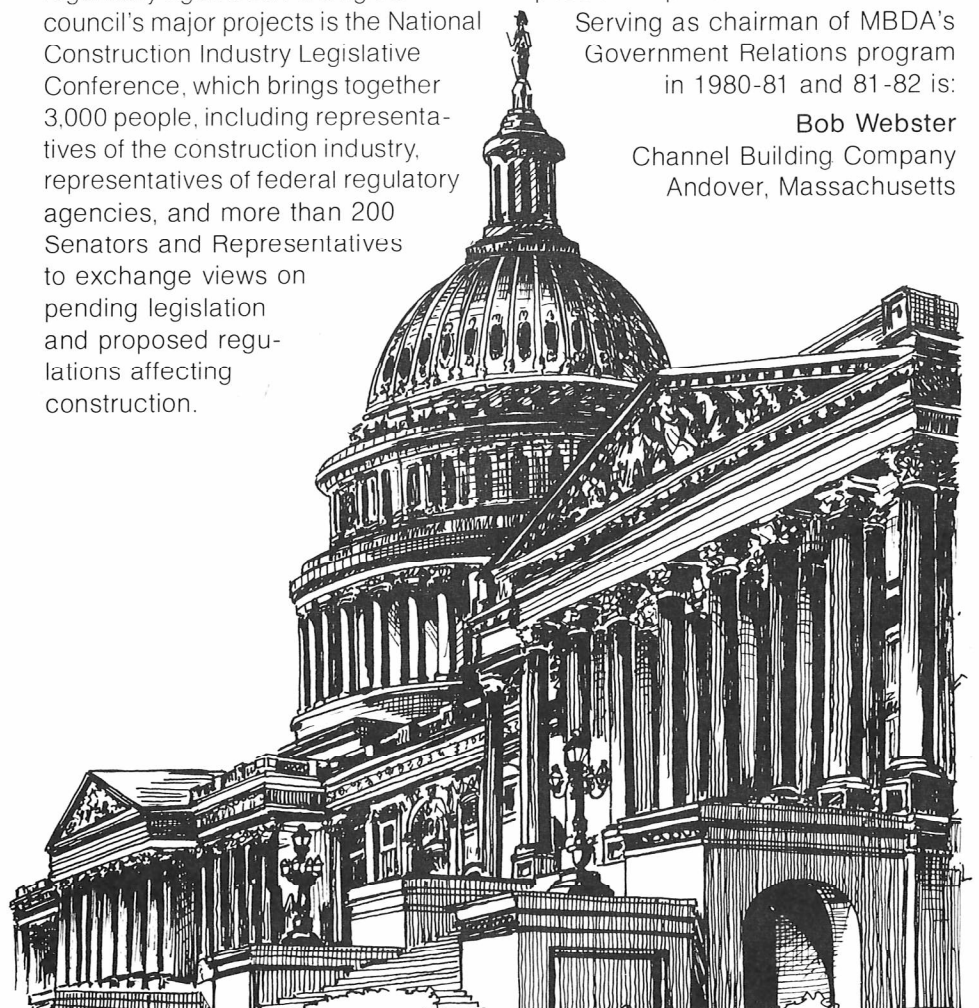 council's major projects is the National
Construction Industry Legislative
Conference, which brings together
3,000 people, including representa-
tives of the construction industry,
representatives of federal regulatory
agencies, and more than 200
Senators and Representatives
to exchange views on
pending legislation
and proposed regu-
lations affecting
construction.
Serving as chairman of MBDA's
Government Relations program
in 1980-81 and 81-82 is:
Bob Webster
Channel Building Company
Andover, Massachusetts